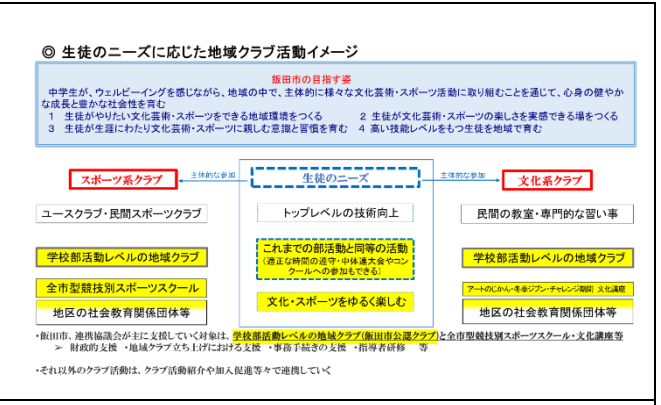 ◎ 生徒のニーズに応じた地域クラブ活動イメージ
飯田市の目指す姿
中学生が、ウェルビーイングを感じながら、地域の中で、主体的に様々な文化芸術・スポーツ活動に取り組むことを通じて、心身の健やか
な成長と豊かな社会性を育む
1 生徒がやりたい文化芸術・スポーツをできる地域環境をつくる 2 生徒が文化芸術・スポーツの楽しさを実感できる場をつくる
3 生徒が生涯にわたり文化芸術・スポーツに親しむ意識と習慣を育む 4 高い技能レベルをもつ生徒を地域で育む
スポーツ系クラブ 主体的な参加 生徒のニーズ 主体的な参加 文化系クラブ
ユースクラブ・民間スポーツクラブ トップレベルの技術向上 民間の教室・専門的な習い事
学校部活動レベルの地域クラブ これまでの部活動と同等の活動 学校部活動レベルの地域クラブ
(適正な時間の遵守・中体連大会やコン
クールへの参加もできる)
全市型競技別スポーツスクール 文化・スポーツをゆるく楽しむ アートのじかん・冬季ジブン・チャレンジ期間 文化講座
地区の社会教育関係団体等 地区の社会教育関係団体等
・飯田市、連携協議会が主に支援していく対象は、学校部活動レベルの地域クラブ(飯田市公認クラブ)と全市型競技別スポーツスクール・文化講座等
➢ 財政的支援 ・地域クラブ立ち上げにおける支援 ・事務手続きの支援 ・指導者研修 等
・それ以外のクラブ活動は、クラブ活動紹介や加入促進等々で連携していく